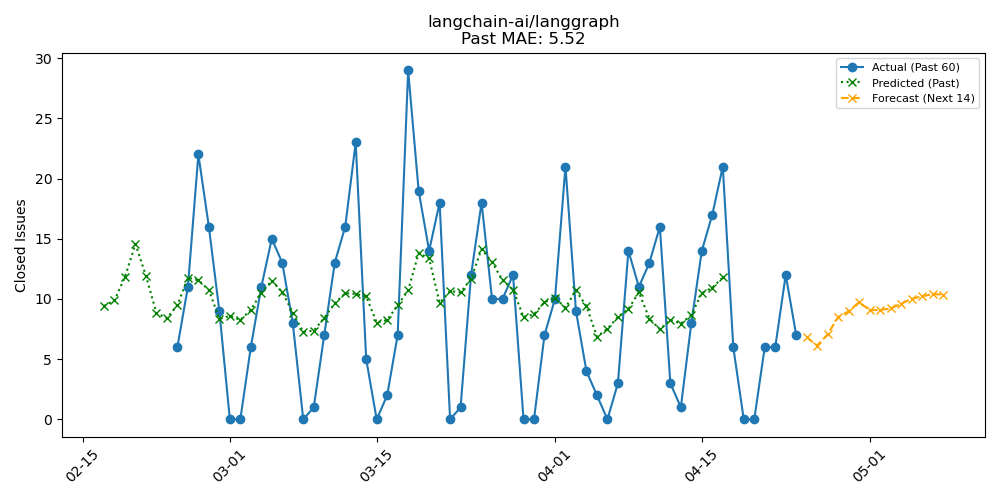 langchain-ai/langgraph
Past MAE: 5.52
Actual (Past 60)
Predicted (Past)
Forecast (Next 14)
Closed Issues
30
25
20
15
10
5
0
02-15
03-01
03-15
04-01
04-15
05-01